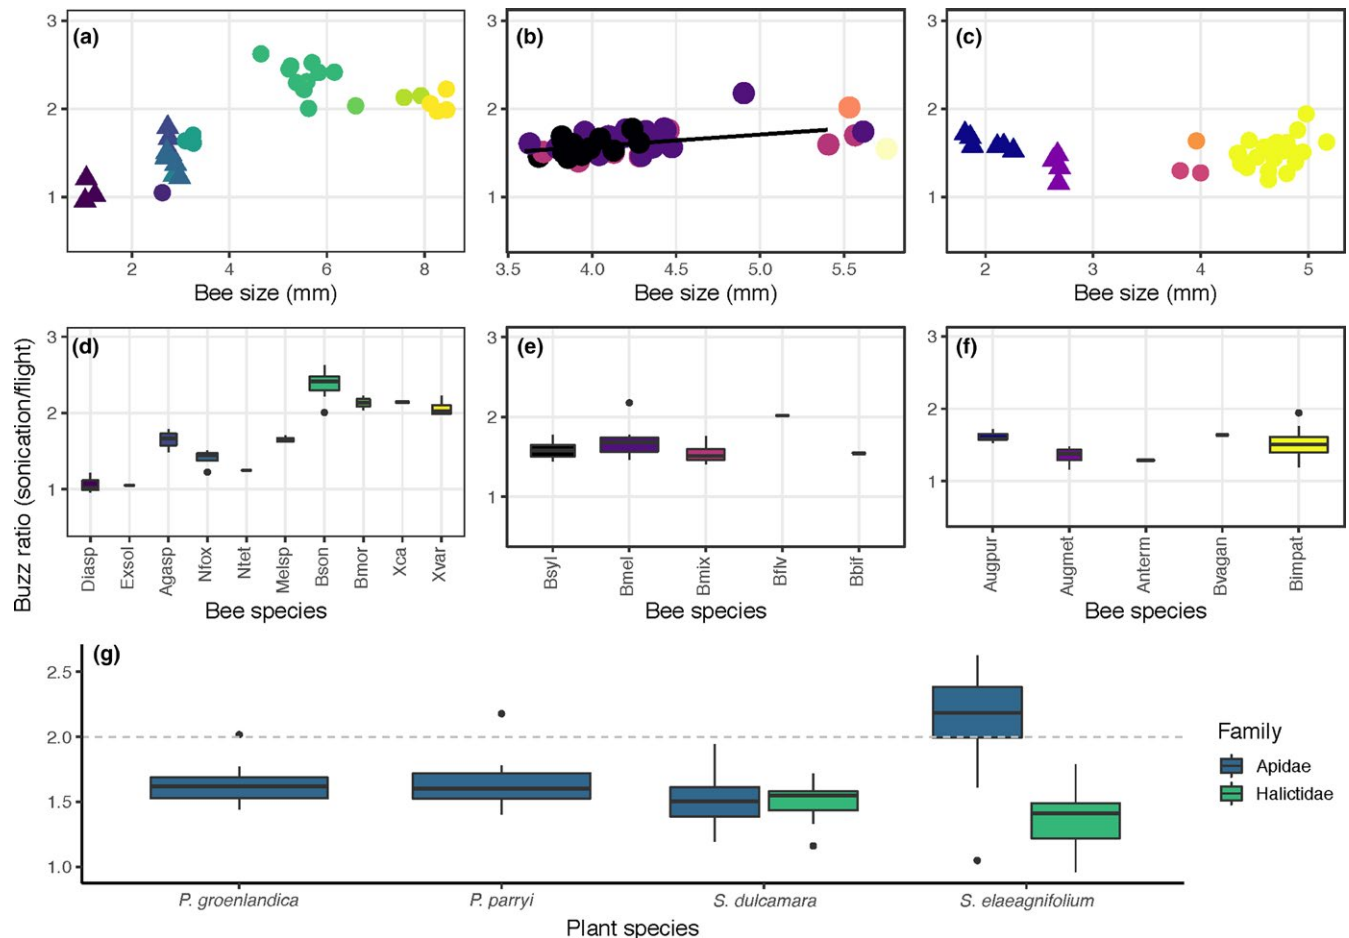 (a)
3
2
1
2 4 6 8
Bee size (mm)
(b)
3
2
1
3.5 4.0 4.5 5.0 5.5
Bee size (mm)
(c)
3
2
1
2 3 4 5
Bee size (mm)
Buzz ratio (sonication/flight)
(d)
3
2
1
Diasp Exsol Agasp Nfox Ntet Melsp Bson Bmor Xca Xvar
Bee species
(e)
3
2
1
Bsyl Bmel Bmix Bflv Bbif
Bee species
(f)
3
2
1
Augpur Augmet Anterm Bvagan Bimpat
Bee species
(g)
2.5
2.0
1.5
1.0
P. groenlandica P. parryi S. dulcamara S. elaeagnifolium
Plant species
Family
Apidae
Halictidae